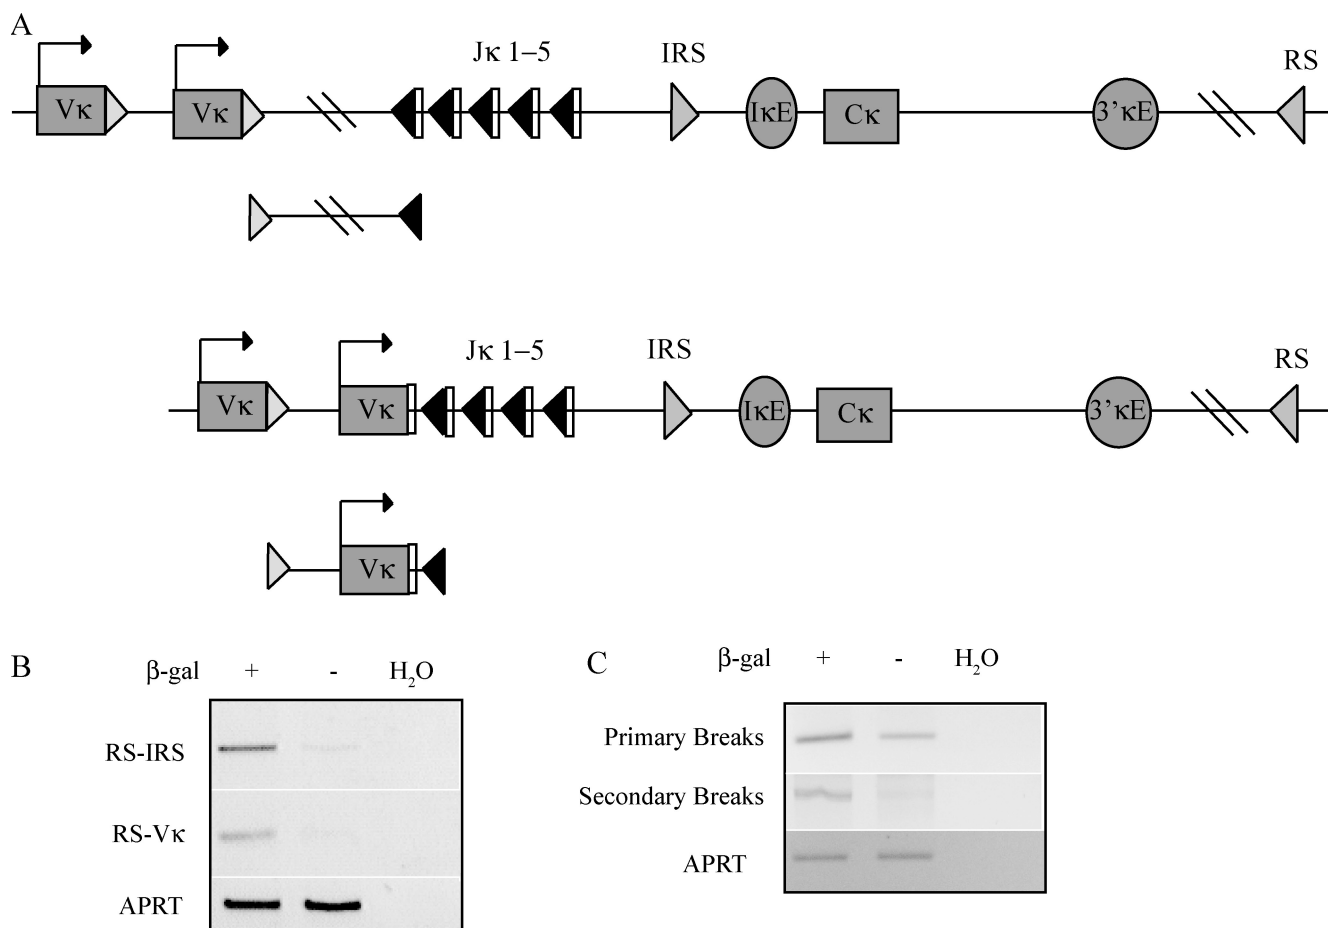 A
Jκ 1–5
IRS
RS
Vκ Vκ IκE Cκ 3'κE
Jκ 1–5
IRS
RS
Vκ Vκ IκE Cκ 3'κE
Vκ
B
β-gal + - H₂O
RS-IRS
RS-Vκ
APRT
C
β-gal + - H₂O
Primary Breaks
Secondary Breaks
APRT